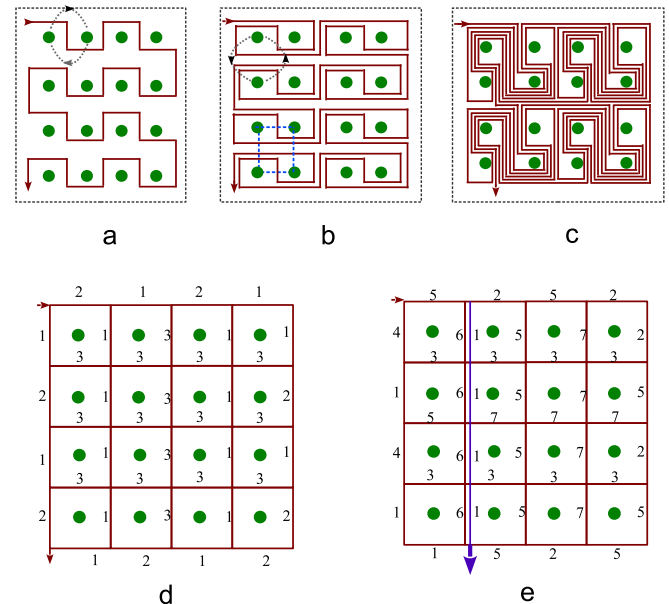 a b c
2 1 2 1
1 1 3 1 1
3 3 3 3
2 1 3 1 2
3 3 3 3
1 1 3 1 1
3 3 3 3
2 1 3 1 2
1 2 1 2
d
5 2 5 2
4 6 1 5 7 2
3 3 3 3
1 6 1 5 7 5
5 7 7 7
4 6 1 5 7 2
3 3 3 3
1 6 1 5 7 5
1 5 2 5
e